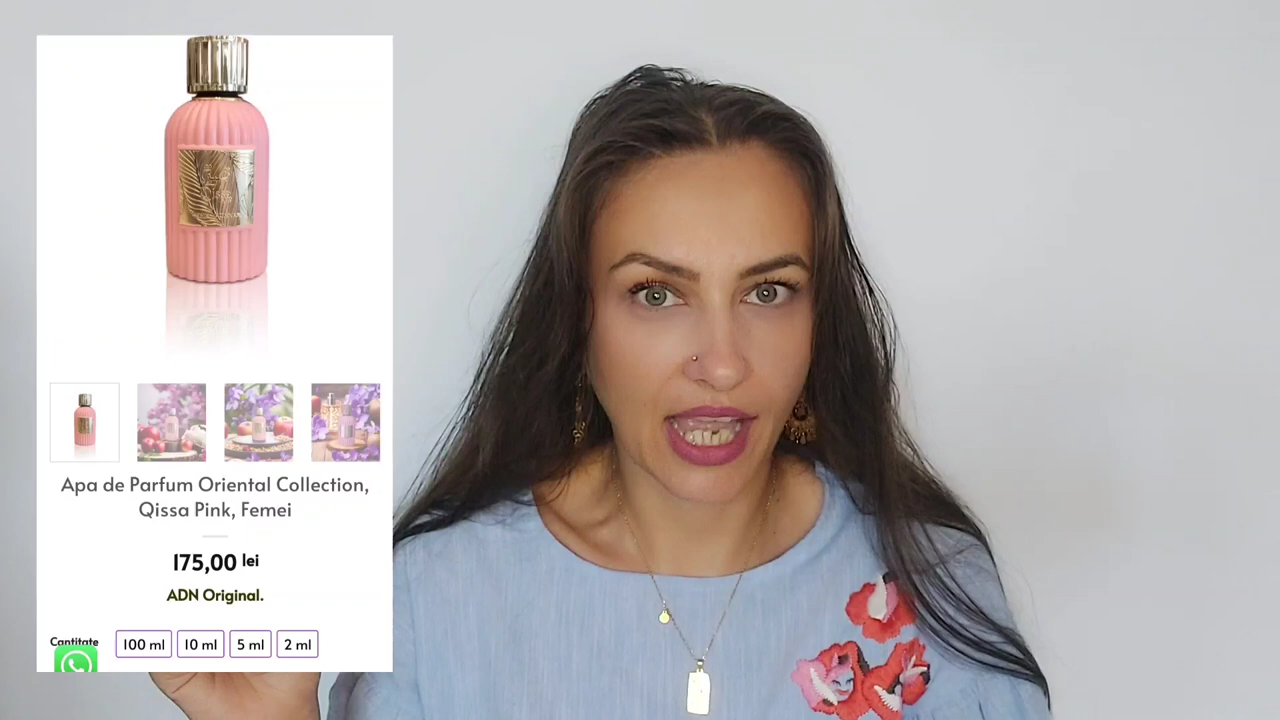 Apa de Parfum Oriental Collection,
Qissa Pink, Femei
175,00 lei
ADN Original.
Cantitate
100 ml
10 ml
5 ml
2 ml